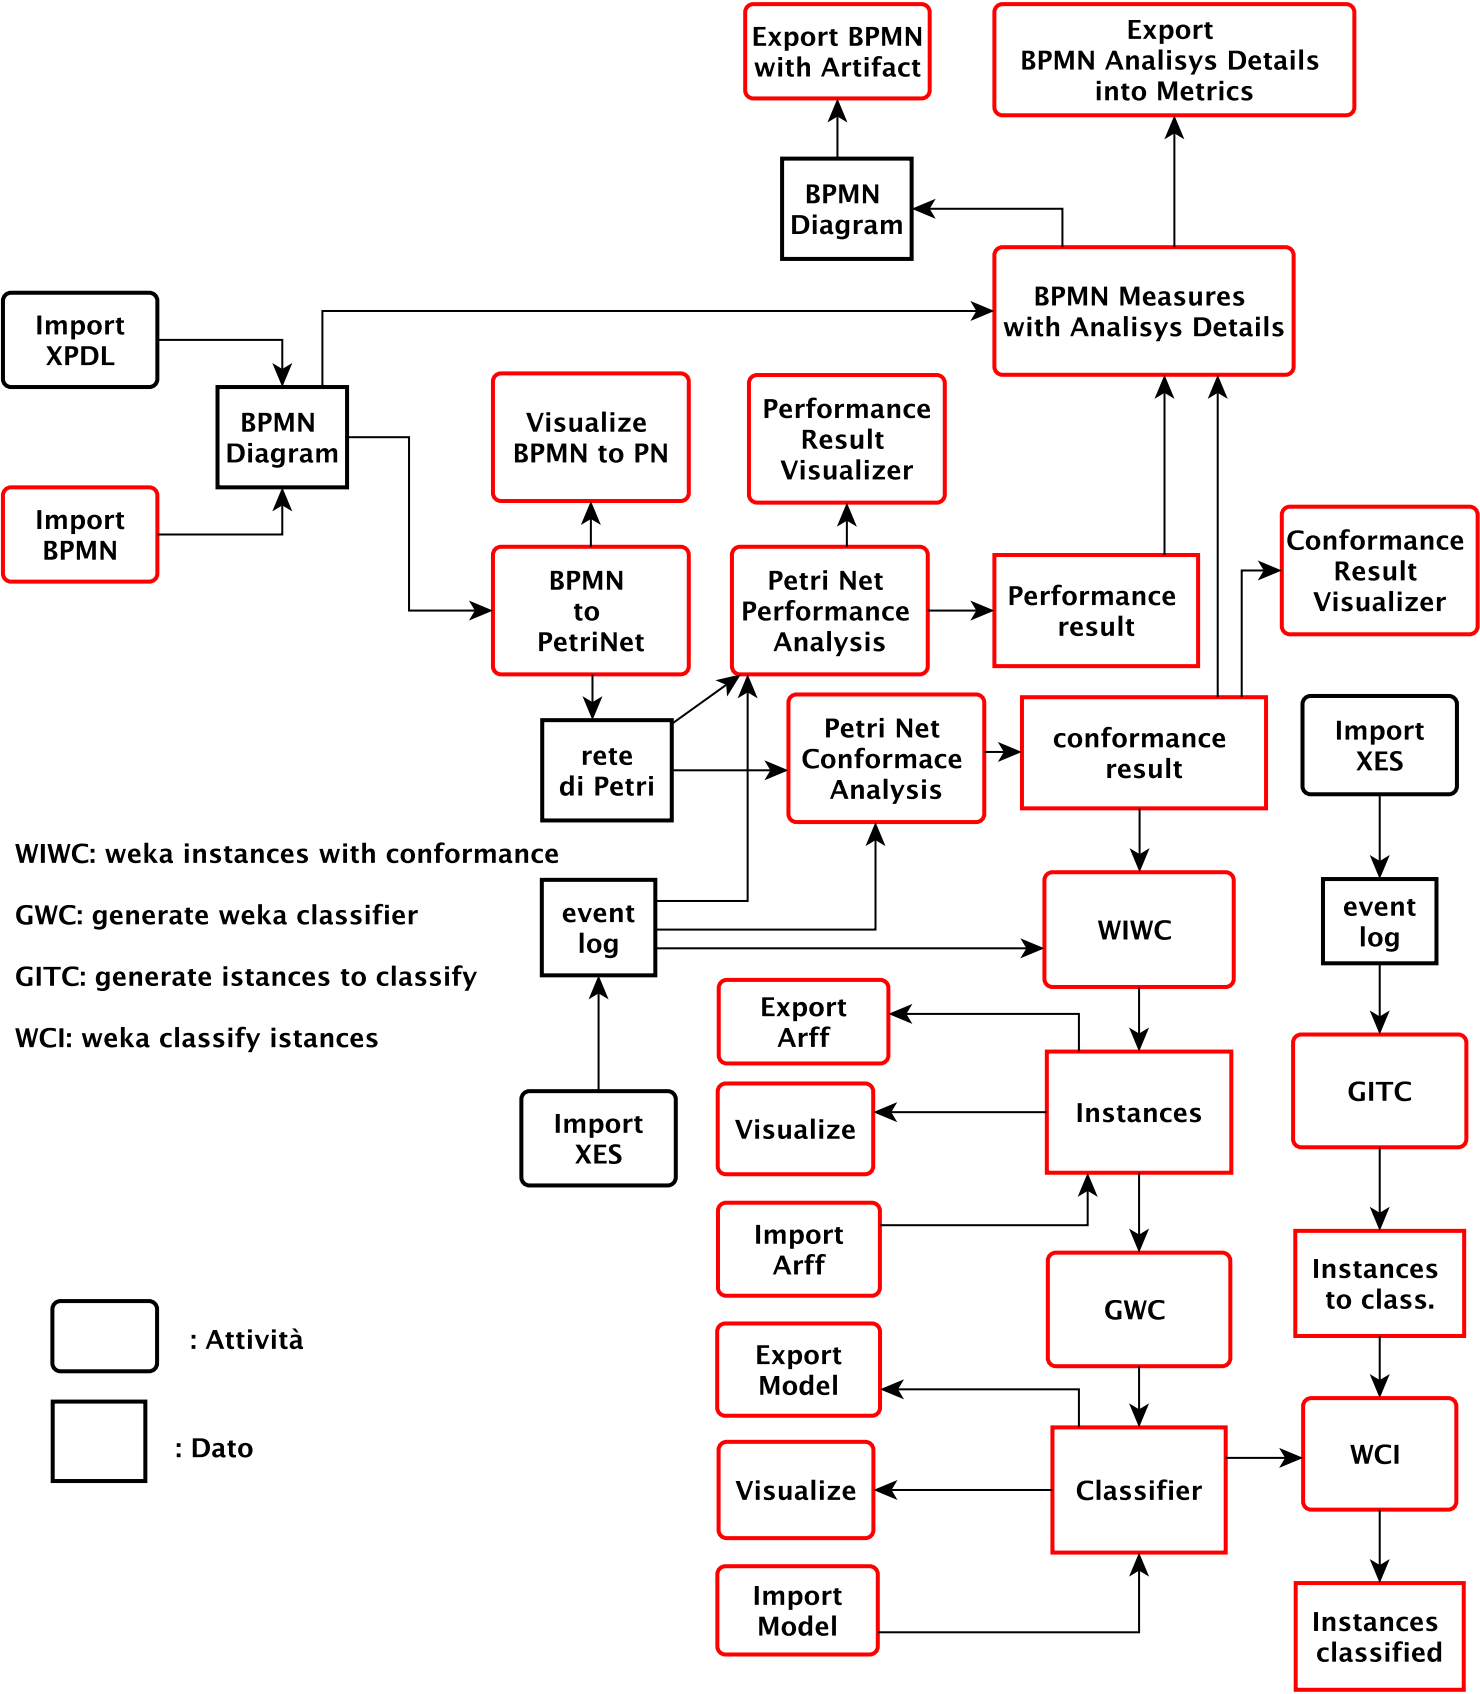 Export BPMN
with Artifact
Export
BPMN Analisys Details
into Metrics
BPMN
Diagram
BPMN Measures
with Analisys Details
Import
XPDL
BPMN
Diagram
Import
BPMN
Visualize
BPMN to PN
Performance
Result
Visualizer
BPMN
to
PetriNet
Petri Net
Performance
Analysis
Performance
result
Conformance
Result
Visualizer
rete
di Petri
Petri Net
Conformace
Analysis
conformance
result
Import
XES
WIWC: weka instances with conformance
GWC: generate weka classifier
GITC: generate istances to classify
WCI: weka classify istances
event
log
WIWC
event
log
Export
Arff
Visualize
Instances
GITC
Import
XES
Import
Arff
GWC
Instances
to class.
Export
Model
Visualize
Classifier
WCI
Import
Model
Instances
classified
: Attività
: Dato